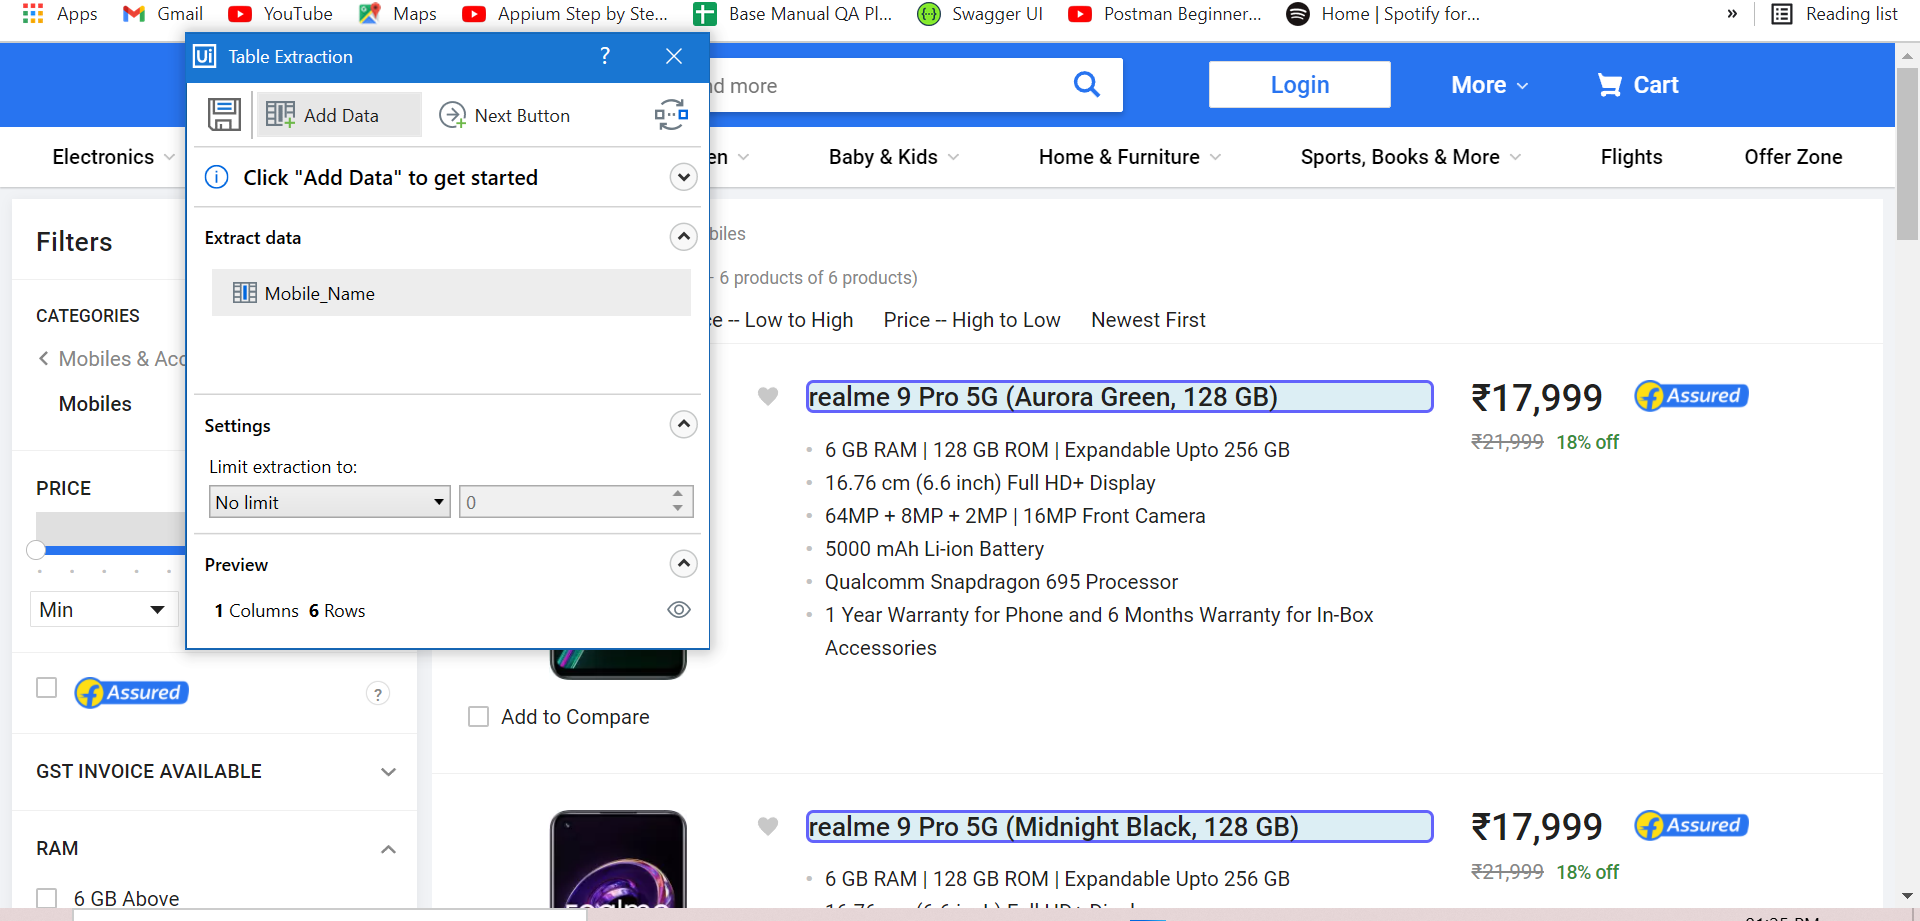 Apps Gmail YouTube Maps Appium Step by Ste... Base Manual QA Pl... Swagger UI Postman Beginner... Home | Spotify for... » Reading list
Ui Table Extraction ?
Add Data Next Button
Click "Add Data" to get started
Extract data
Mobile_Name
Settings
Limit extraction to:
No limit 0
Preview
1 Columns 6 Rows
nd more Login More Cart
Electronics en Baby & Kids Home & Furniture Sports, Books & More Flights Offer Zone
Filters
CATEGORIES
Mobiles & Acc
Mobiles
PRICE
Min
Assured ?
GST INVOICE AVAILABLE
RAM
6 GB Above
biles
- 6 products of 6 products)
ce -- Low to High Price -- High to Low Newest First
realme 9 Pro 5G (Aurora Green, 128 GB) ₹17,999 Assured
₹21,999 18% off
6 GB RAM | 128 GB ROM | Expandable Upto 256 GB
16.76 cm (6.6 inch) Full HD+ Display
64MP + 8MP + 2MP | 16MP Front Camera
5000 mAh Li-ion Battery
Qualcomm Snapdragon 695 Processor
1 Year Warranty for Phone and 6 Months Warranty for In-Box
Accessories
Add to Compare
realme 9 Pro 5G (Midnight Black, 128 GB) ₹17,999 Assured
₹21,999 18% off
6 GB RAM | 128 GB ROM | Expandable Upto 256 GB